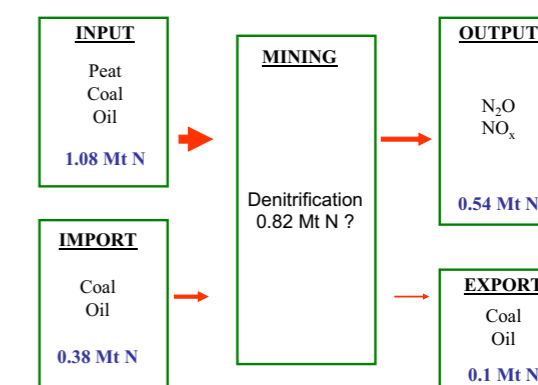 INPUT
Peat
Coal
Oil
1.08 Mt N
IMPORT
Coal
Oil
0.38 Mt N
MINING
Denitrification
0.82 Mt N ?
OUTPUT
N₂O
NOₓ
0.54 Mt N
EXPORT
Coal
Oil
0.1 Mt N